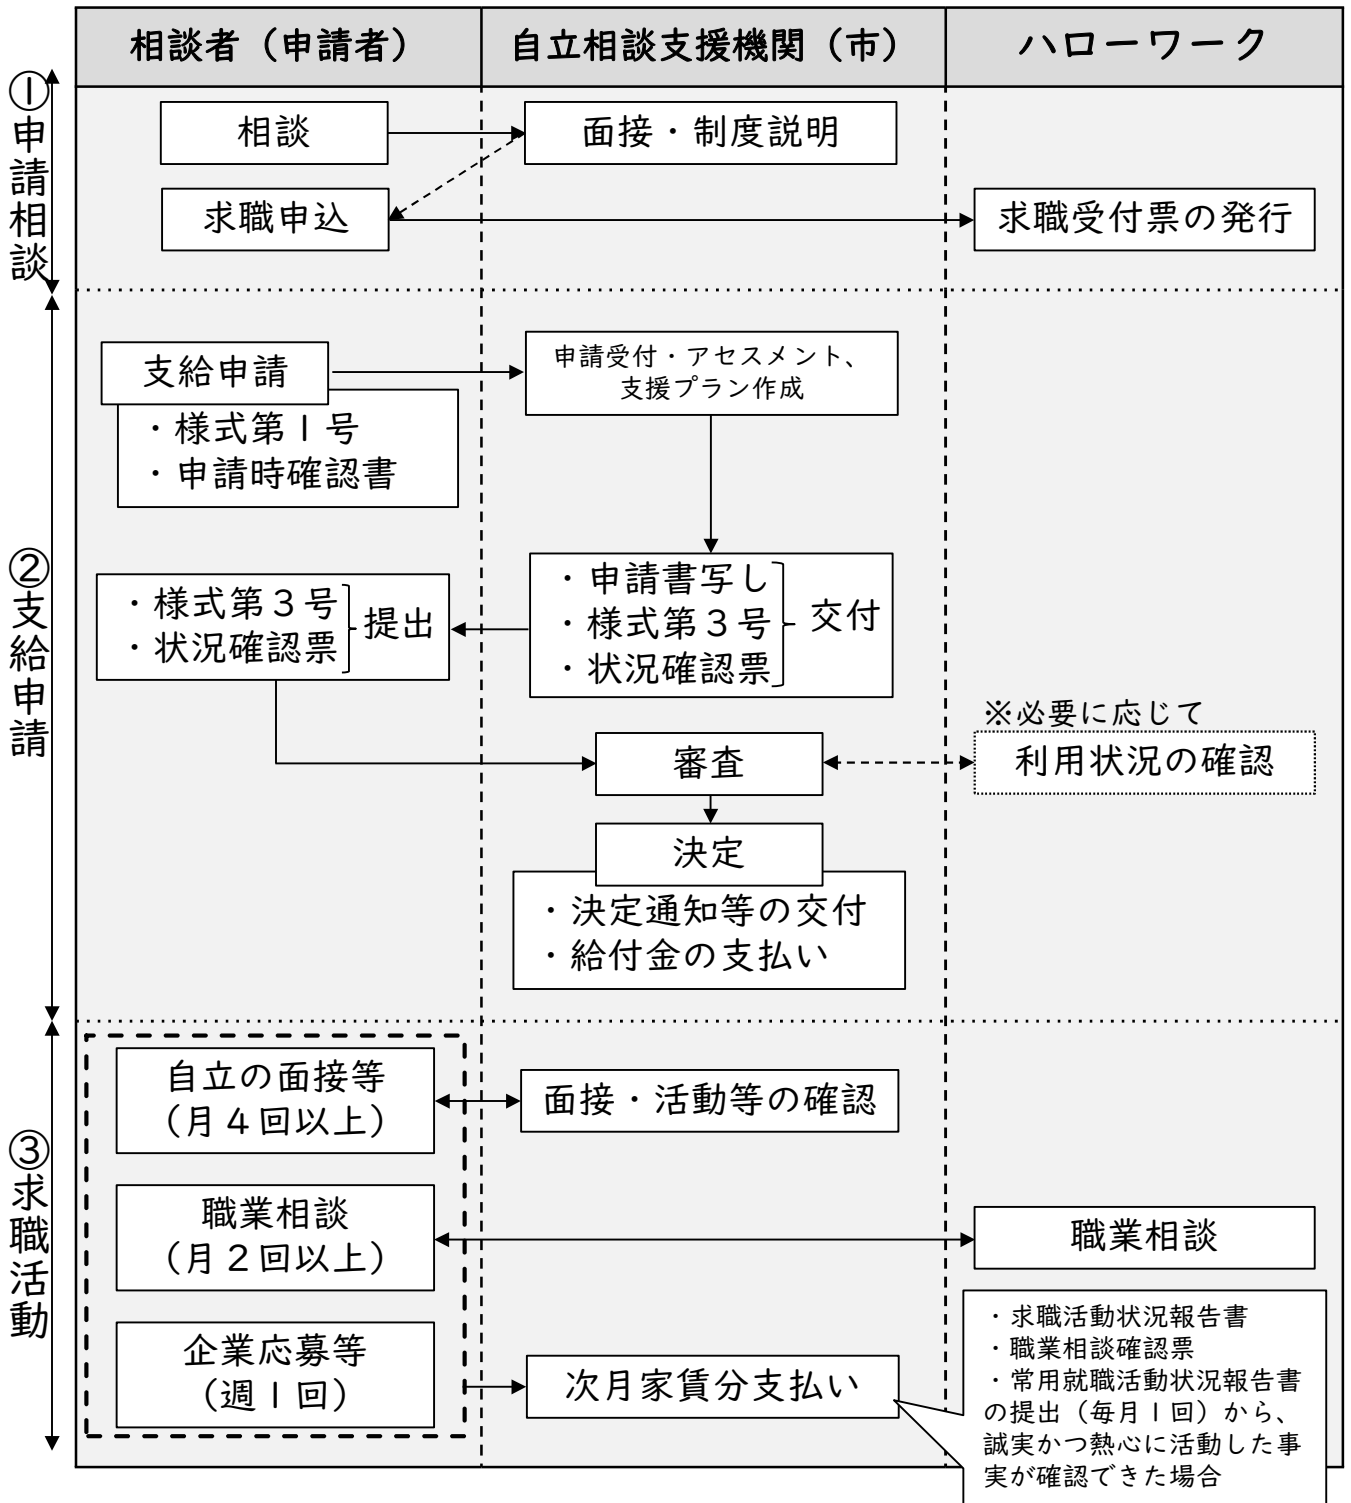 相談者（申請者）
自立相談支援機関（市）
ハローワーク
①申請相談
相談
面接・制度説明
求職申込
求職受付票の発行
②支給申請
支給申請
・様式第１号
・申請時確認書
申請受付・アセスメント、
支援プラン作成
・申請書写し
・様式第３号
・状況確認票
交付
・様式第３号
・状況確認票
提出
※必要に応じて
利用状況の確認
審査
決定
・決定通知等の交付
・給付金の支払い
③求職活動
自立の面接等
（月４回以上）
面接・活動等の確認
職業相談
（月２回以上）
職業相談
企業応募等
（週１回）
次月家賃分支払い
・求職活動状況報告書
・職業相談確認票
・常用就職活動状況報告書
の提出（毎月１回）から、
誠実かつ熱心に活動した事
実が確認できた場合